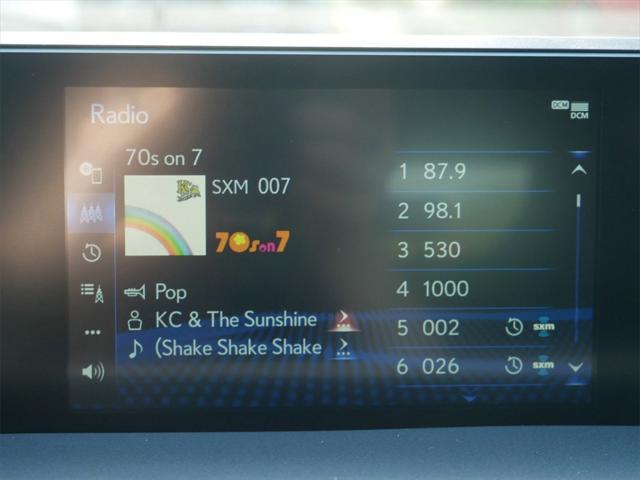 Radio
DCM
DCM
70s on 7
SXM 007
70s on 7
Pop
KC & The Sunshine
(Shake Shake Shake
1 87.9
2 98.1
3 530
4 1000
5 002 sxm
6 026 sxm